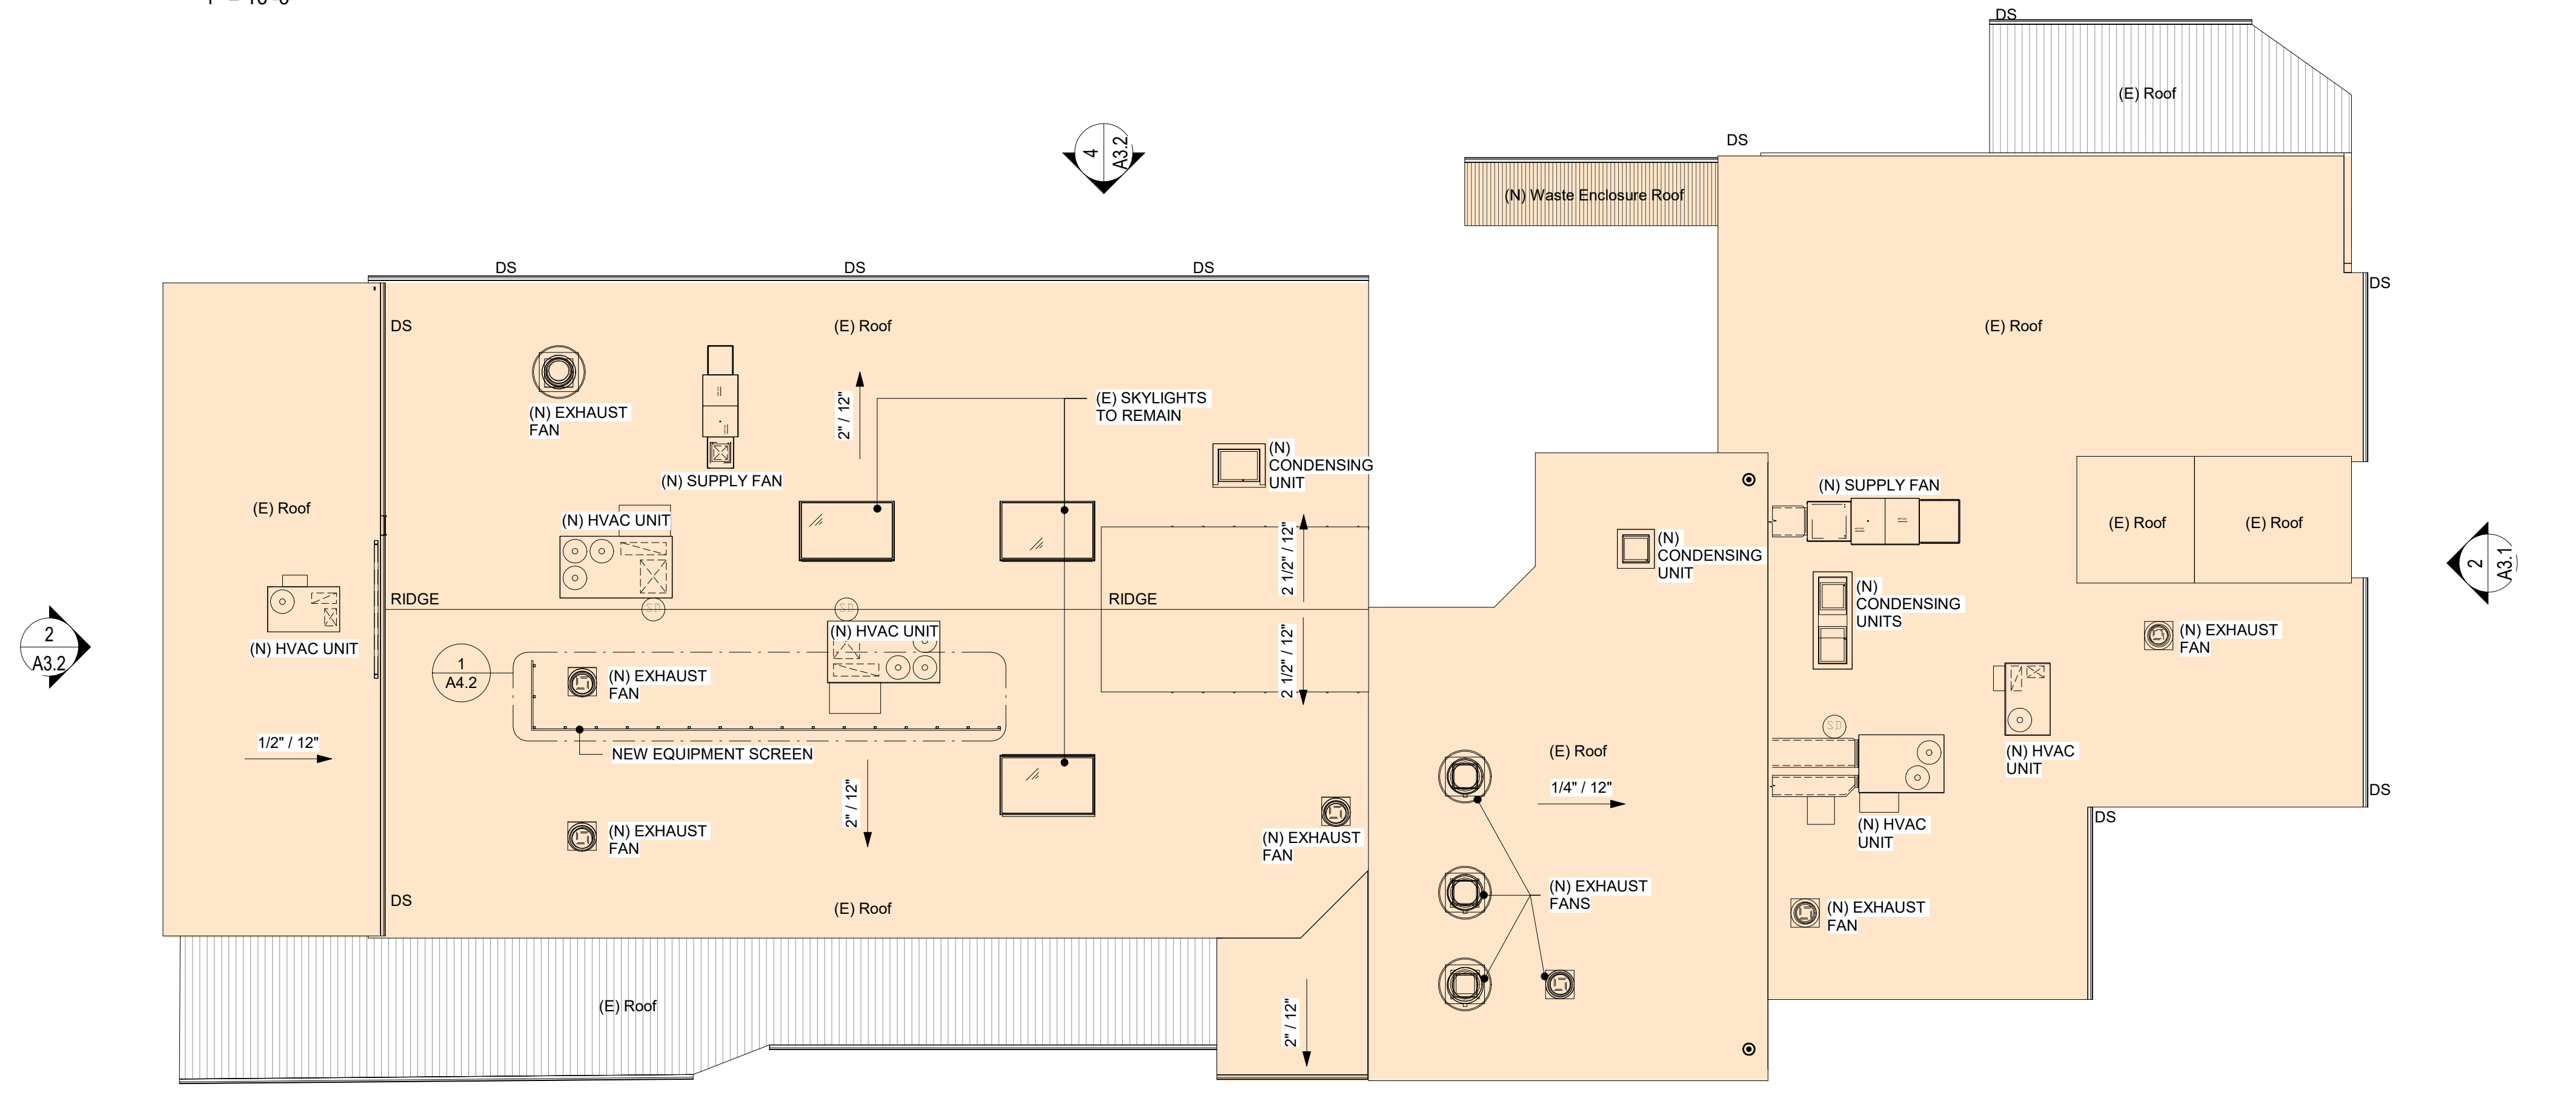 DS
(E) Roof
DS
4
A3.2
(N) Waste Enclosure Roof
DS
DS
DS
DS
DS
(E) Roof
(E) Roof
(N) EXHAUST
FAN
2" / 12"
(E) SKYLIGHTS
TO REMAIN
(N)
CONDENSING
UNIT
(N) SUPPLY FAN
(N) SUPPLY FAN
(E) Roof
(N) HVAC UNIT
(E) Roof
(E) Roof
2 1/2" / 12"
(N)
CONDENSING
UNIT
2
A3.1
RIDGE
SD
SD
RIDGE
(N)
CONDENSING
UNITS
2
A3.2
(N) HVAC UNIT
(N) HVAC UNIT
1
A4.2
(N) EXHAUST
FAN
2 1/2" / 12"
(N) EXHAUST
FAN
SD
1/2" / 12"
NEW EQUIPMENT SCREEN
(E) Roof
1/4" / 12"
(N) HVAC
UNIT
2" / 12"
DS
(N) EXHAUST
FAN
(N) EXHAUST
FAN
(N) HVAC
UNIT
DS
DS
(E) Roof
(N) EXHAUST
FANS
(N) EXHAUST
FAN
(E) Roof
2" / 12"